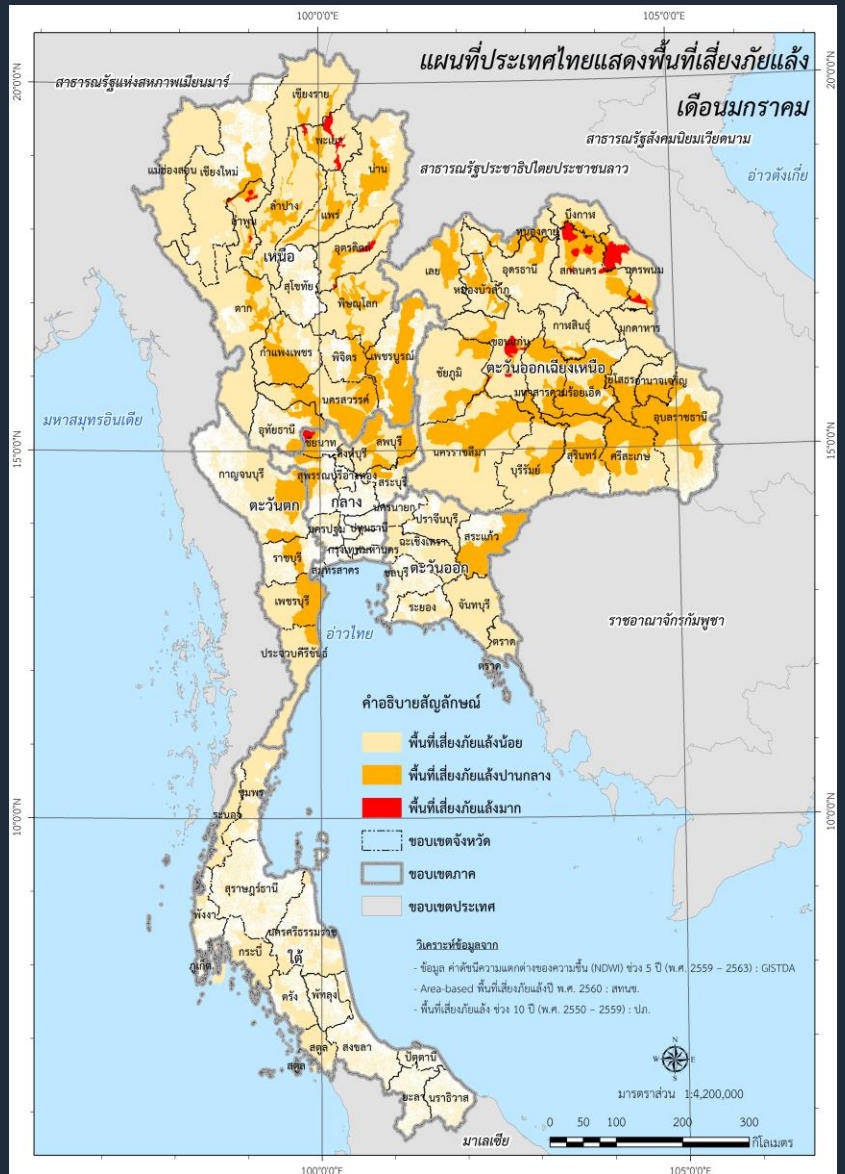 100°0'0"E
105°0'0"E
แผนที่ประเทศไทยแสดงพื้นที่เสี่ยงภัยแล้ง
เดือนมกราคม
20°0'0"N
20°0'0"N
สาธารณรัฐแห่งสหภาพเมียนมาร์
สาธารณรัฐสังคมนิยมเวียดนาม
สาธารณรัฐประชาธิปไตยประชาชนลาว
อ่าวตังเกี๋ย
เชียงราย
พะเยา
แม่ฮ่องสอน
เชียงใหม่
น่าน
ลำปาง
ลำพูน
แพร่
อุตรดิตถ์
เหนือ
สุโขทัย
ตาก
พิษณุโลก
กำแพงเพชร
พิจิตร
เพชรบูรณ์
นครสวรรค์
อุทัยธานี
บึงกาฬ
หนองคาย
เลย
อุดรธานี
สกลนคร
นครพนม
หนองบัวลำภู
กาฬสินธุ์
มุกดาหาร
ขอนแก่น
ชัยภูมิ
ตะวันออกเฉียงเหนือ
มหาสารคาม
ร้อยเอ็ด
ยโสธร
อำนาจเจริญ
อุบลราชธานี
นครราชสีมา
บุรีรัมย์
สุรินทร์
ศรีสะเกษ
มหาสมุทรอินเดีย
15°0'0"N
15°0'0"N
ชัยนาท
สิงห์บุรี
ลพบุรี
กาญจนบุรี
สุพรรณบุรี
อ่างทอง
สระบุรี
ตะวันตก
กลาง
นครนายก
ปราจีนบุรี
นครปฐม
ปทุมธานี
ฉะเชิงเทรา
สระแก้ว
กรุงเทพมหานคร
ราชบุรี
สมุทรสาคร
ชลบุรี
ตะวันออก
เพชรบุรี
ระยอง
จันทบุรี
ตราด
ตราด
ประจวบคีรีขันธ์
อ่าวไทย
ราชอาณาจักรกัมพูชา
คำอธิบายสัญลักษณ์
พื้นที่เสี่ยงภัยแล้งน้อย
พื้นที่เสี่ยงภัยแล้งปานกลาง
พื้นที่เสี่ยงภัยแล้งมาก
ขอบเขตจังหวัด
ขอบเขตภาค
ขอบเขตประเทศ
10°0'0"N
10°0'0"N
ชุมพร
ระนอง
สุราษฎร์ธานี
พังงา
นครศรีธรรมราช
กระบี่
ใต้
ภูเก็ต
ตรัง
พัทลุง
สตูล
สตูล
สงขลา
ปัตตานี
ยะลา
นราธิวาส
มาเลเซีย
วิเคราะห์ข้อมูลจาก
- ข้อมูล ค่าดัชนีความแตกต่างของความชื้น (NDWI) ช่วง 5 ปี (พ.ศ. 2559 – 2563) : GISTDA
- Area-based พื้นที่เสี่ยงภัยแล้งปี พ.ศ. 2560 : สทนช.
- พื้นที่เสี่ยงภัยแล้ง ช่วง 10 ปี (พ.ศ. 2550 – 2559) : ปภ.
N
W E
S
มาตราส่วน 1:4,200,000
0 50 100 200 300
กิโลเมตร
100°0'0"E
105°0'0"E